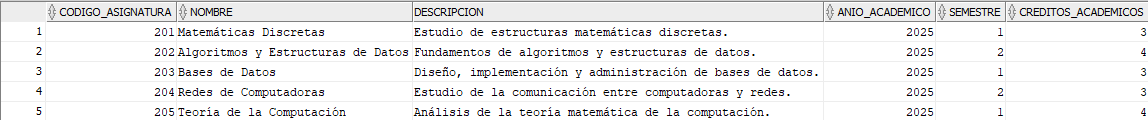 CODIGO_ASIGNATURA NOMBRE DESCRIPCION ANIO_ACADEMICO SEMESTRE CREDITOS_ACADEMICOS
1 201 Matemáticas Discretas Estudio de estructuras matemáticas discretas. 2025 1 3
2 202 Algoritmos y Estructuras de Datos Fundamentos de algoritmos y estructuras de datos. 2025 2 4
3 203 Bases de Datos Diseño, implementación y administración de bases de datos. 2025 1 3
4 204 Redes de Computadoras Estudio de la comunicación entre computadoras y redes. 2025 2 3
5 205 Teoría de la Computación Análisis de la teoría matemática de la computación. 2025 1 4